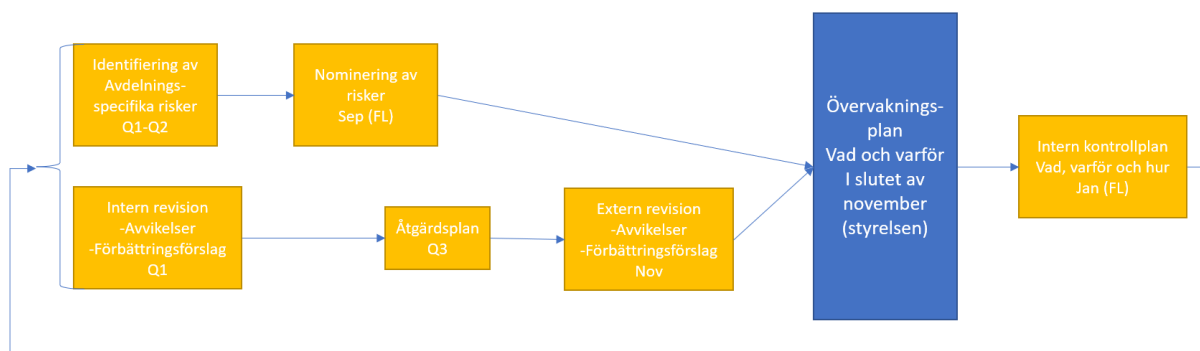 Identifiering av
Avdelnings-
specifika risker
Q1-Q2
Nominering av
risker
Sep (FL)
Intern revision
-Avvikelser
-Förbättringsförslag
Q1
Åtgärdsplan
Q3
Extern revision
-Avvikelser
-Förbättringsförslag
Nov
Övervaknings-
plan
Vad och varför
I slutet av
november
(styrelsen)
Intern kontrollplan
Vad, varför och hur
Jan (FL)